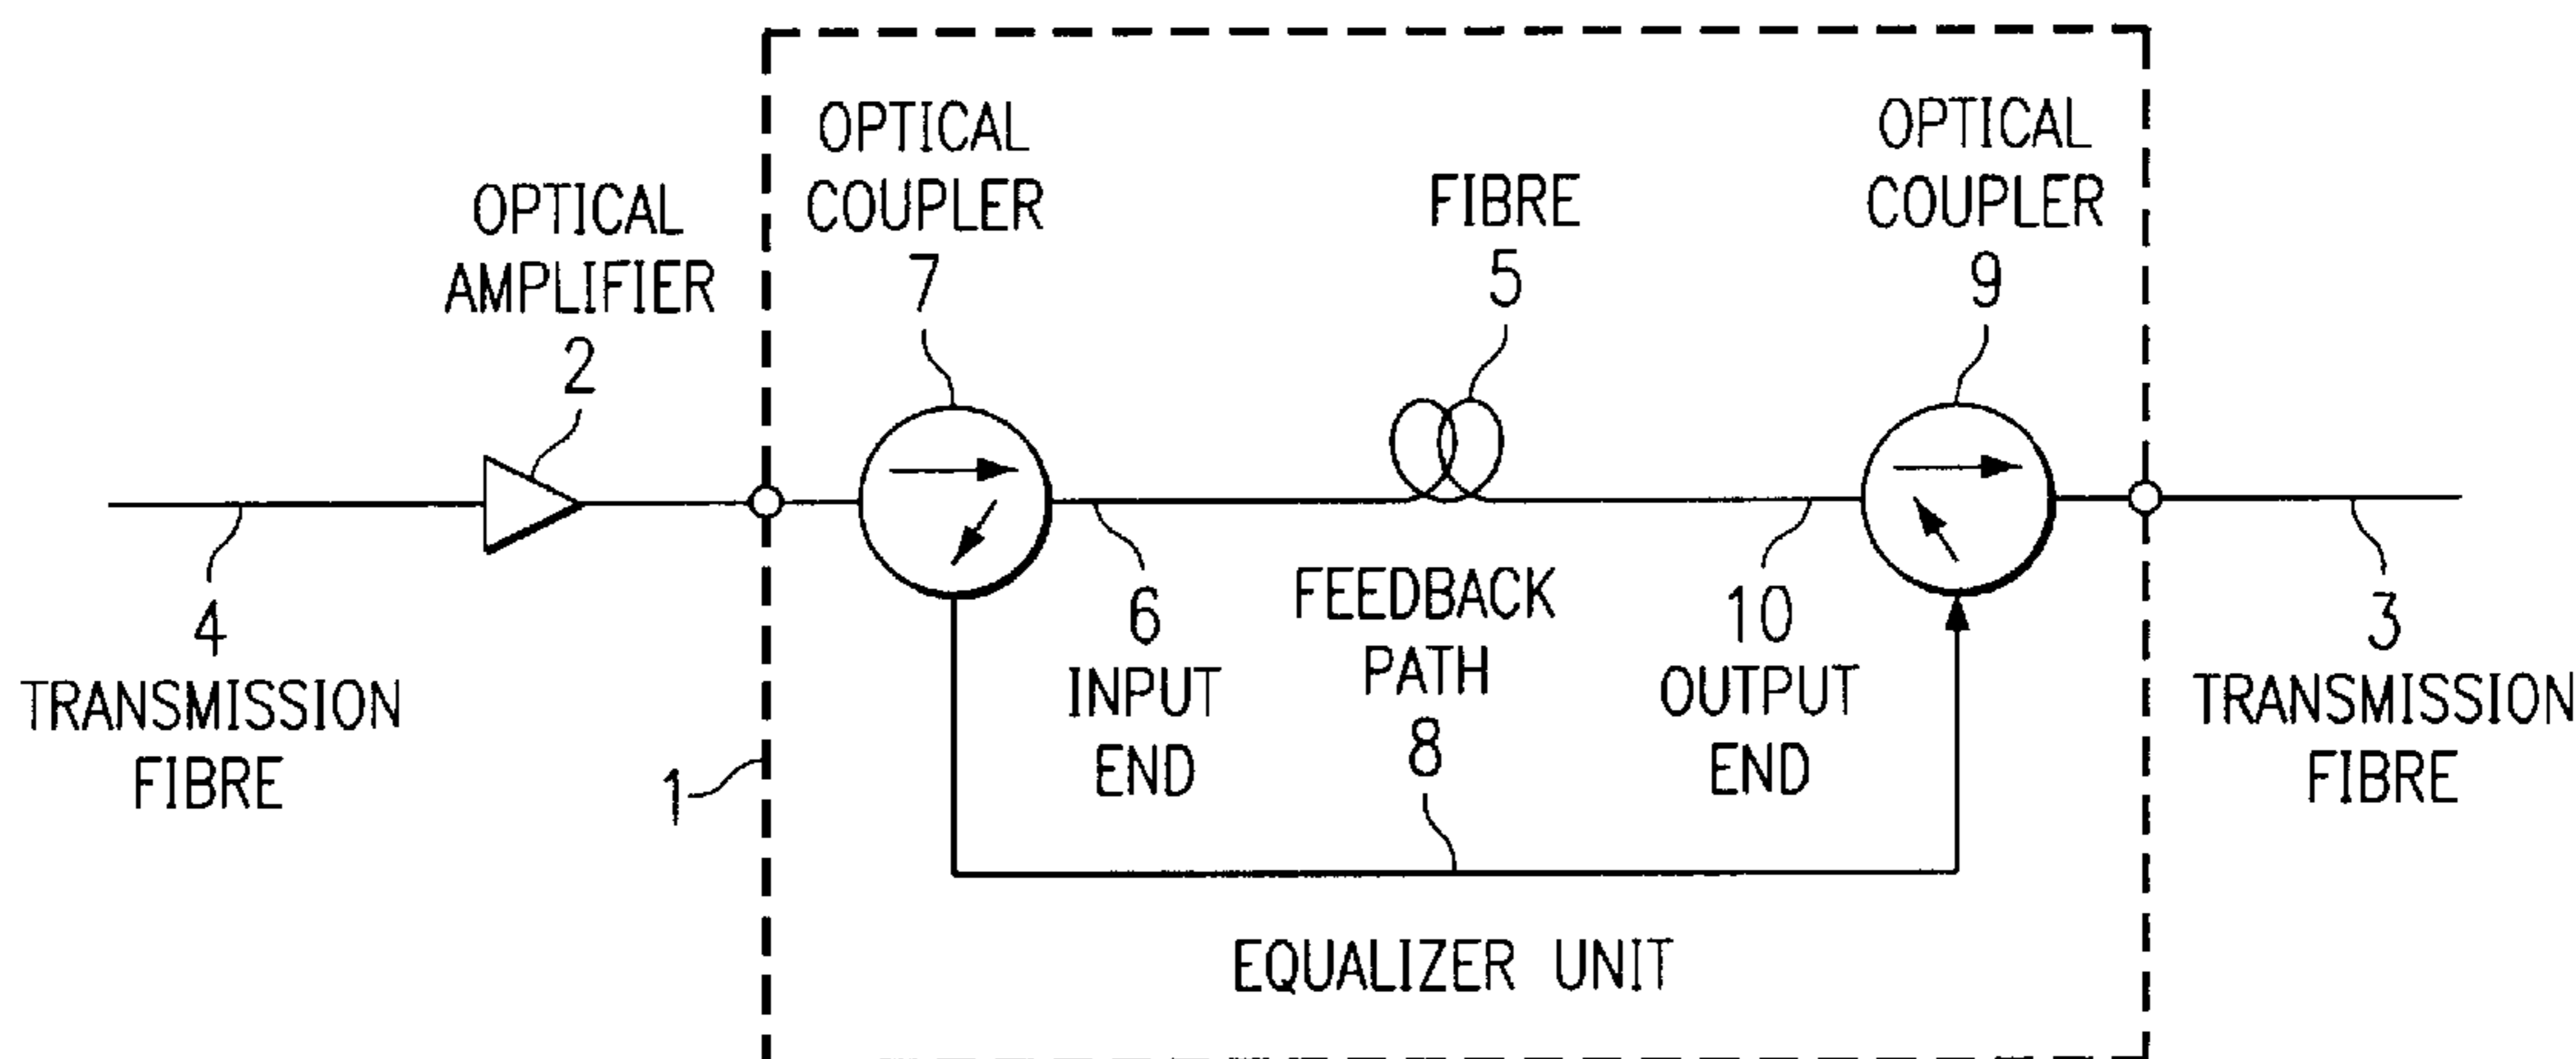 OPTICAL
AMPLIFIER
2
OPTICAL
COUPLER
7
FIBRE
5
OPTICAL
COUPLER
9
4
TRANSMISSION
FIBRE
1
6
INPUT
END
FEEDBACK
PATH
8
10
OUTPUT
END
3
TRANSMISSION
FIBRE
EQUALIZER UNIT